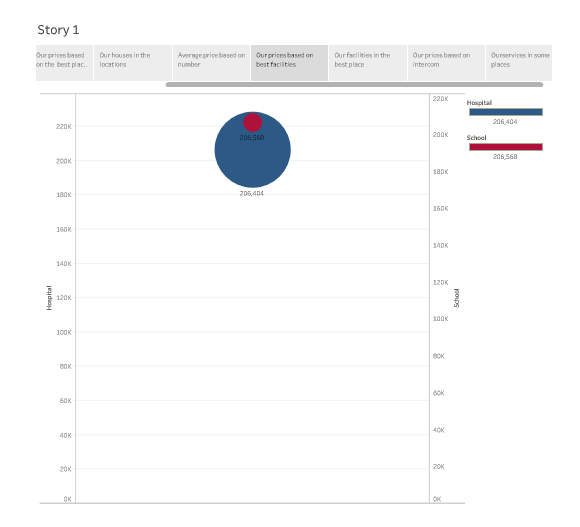 Story 1
Our prices based
on the best plac..
Our houses in the
locations
Average price based on
number
Our prices based on
best facilities
Our facilities in the
best place
Our prices based on
intercom
Our services in some
places
Hospital
206,404
School
206,568
220K
200K
180K
160K
140K
120K
100K
80K
60K
40K
20K
0K
Hospital
206,568
206,404
220K
200K
180K
160K
140K
120K
100K
80K
60K
40K
20K
0K
School